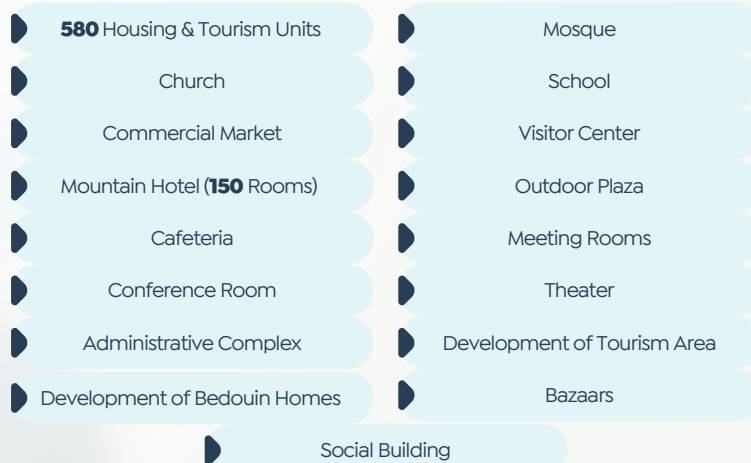 580 Housing & Tourism Units
Mosque
Church
School
Commercial Market
Visitor Center
Mountain Hotel (150 Rooms)
Outdoor Plaza
Cafeteria
Meeting Rooms
Conference Room
Theater
Administrative Complex
Development of Tourism Area
Development of Bedouin Homes
Bazaars
Social Building